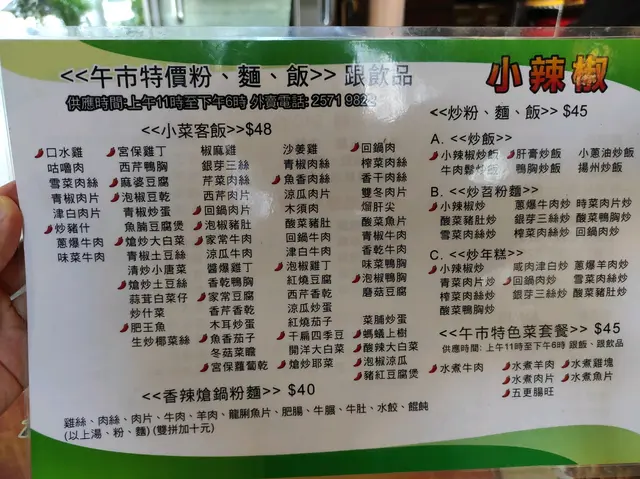 <<午市特價粉、麵、飯>> 跟飲品
小辣椒
供應時間:上午11時至下午6時 外賣電話: 2571 982
<<小菜客飯>>$48
口水雞
咕嚕肉
雪菜肉絲
青椒肉片
津白肉片
炒豬什
蔥爆牛肉
味菜牛肉
宮保雞丁
西芹鴨胸
麻婆豆腐
泡椒豆乾
青椒炒蛋
魚腩豆腐煲
熗炒大白菜
青椒土豆絲
清炒小唐菜
熗炒土豆絲
蒜茸白菜仔
炒什菜
肥王魚
生炒椰菜絲
椒麻雞
銀芽三絲
芹菜肉絲
西芹肉片
回鍋肉片
泡椒豬肚
家常牛肉
涼瓜牛肉
醬爆雞丁
香乾鴨胸
家常豆腐
香芹香乾
木耳炒蛋
魚香茄子
冬菇菜膽
宮保蘿蔔乾
沙姜雞
青椒肉絲
魚香肉絲
涼瓜肉片
木須肉
酸菜豬肚
回鍋牛肉
津白牛肉
泡椒雞丁
紅燒豆腐
西芹香乾
涼瓜炒蛋
紅燒茄子
干扁四季豆
開洋大白菜
熗炒耶菜
回鍋肉
榨菜肉絲
香干肉絲
雙冬肉片
熘肝尖
酸菜魚片
青椒牛肉
香乾牛肉
味菜鴨胸
泡椒鴨胸
蘑菇豆腐
菜脯炒蛋
螞蟻上樹
酸辣大白菜
泡椒涼瓜
豬紅豆腐煲
<<香辣熗鍋粉麵>> $40
雞絲、肉絲、肉片、牛肉、羊肉、龍脷魚片、肥腸、牛腩、牛肚、水餃、餛飩
(以上湯、粉、麵) (雙拼加十元)
<<炒粉、麵、飯>> $45
A. <<炒飯>>
小辣椒炒飯 肝膏炒飯 小蔥油炒飯
牛肉鬆炒飯 鴨胸炒飯 揚州炒飯
B. <<炒苕粉麵>>
小辣椒炒 蔥爆牛肉炒 時菜肉片炒
酸菜豬肚炒 銀芽三絲炒 酸菜鴨胸炒
雪菜肉絲炒 榨菜肉絲炒 回鍋肉炒
C. <<炒年糕>>
小辣椒炒 咸肉津白炒 蔥爆羊肉炒
青菜肉片炒 回鍋肉炒 雪菜肉絲炒
榨菜肉絲炒 銀芽三絲炒 酸菜豬肚炒
酸菜鴨胸炒
<<午市特色菜套餐>> $45
供應時間: 上午11時至下午6時 跟飯、跟飲品
水煮牛肉 水煮羊肉 水煮雞塊
水煮肉片 水煮魚片
五更腸旺